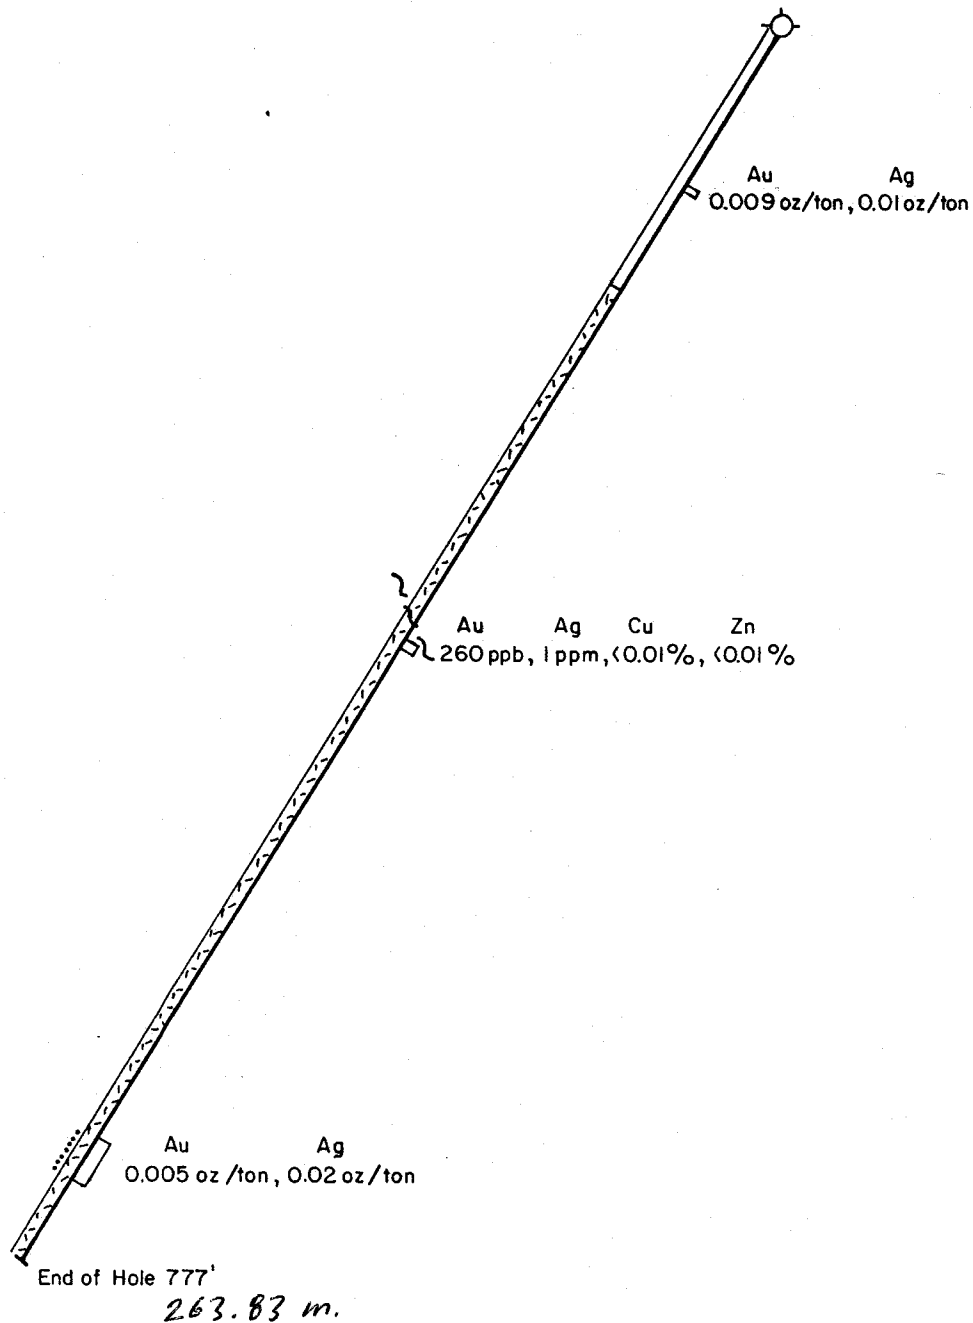 Au Ag
0.009 oz/ton, 0.01 oz/ton
Au Ag Cu Zn
260 ppb, 1 ppm, <0.01%, <0.01%
Au Ag
0.005 oz/ton, 0.02 oz/ton
End of Hole 777'
263.83 m.